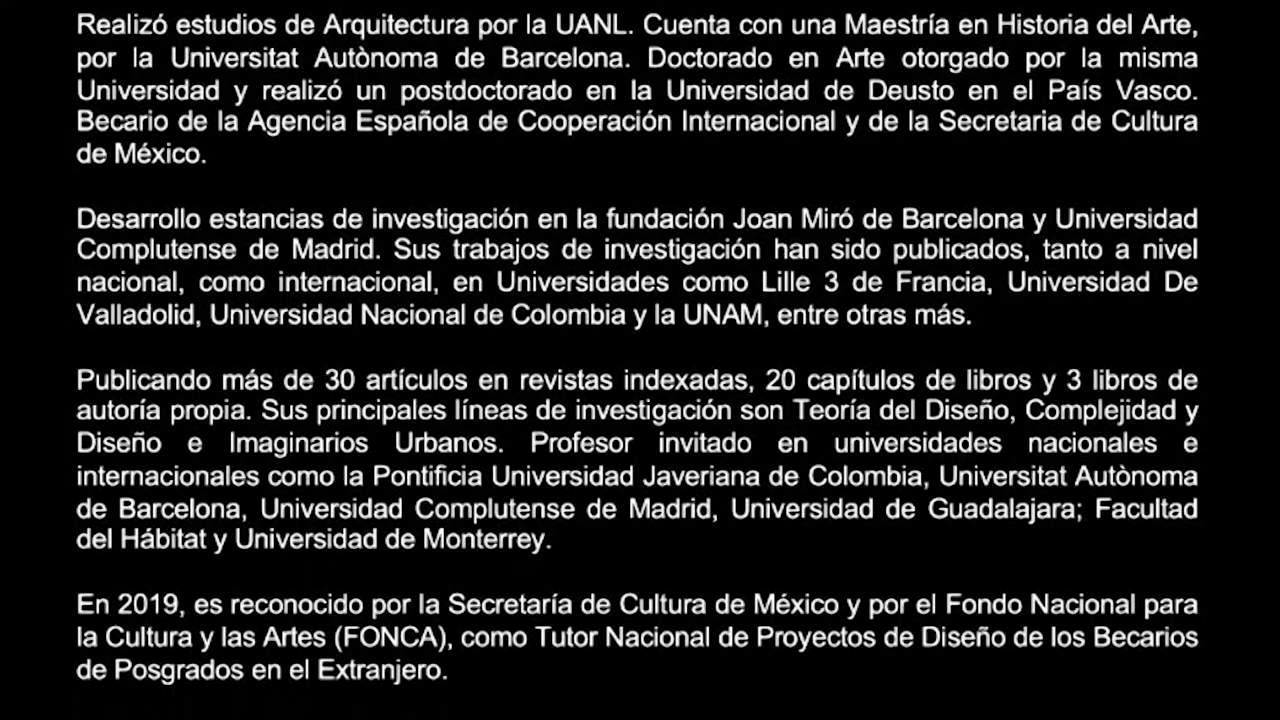 Realizó estudios de Arquitectura por la UANL. Cuenta con una Maestría en Historia del Arte,
por la Universitat Autònoma de Barcelona. Doctorado en Arte otorgado por la misma
Universidad y realizó un postdoctorado en la Universidad de Deusto en el País Vasco.
Becario de la Agencia Española de Cooperación Internacional y de la Secretaria de Cultura
de México.
Desarrollo estancias de investigación en la fundación Joan Miró de Barcelona y Universidad
Complutense de Madrid. Sus trabajos de investigación han sido publicados, tanto a nivel
nacional, como internacional, en Universidades como Lille 3 de Francia, Universidad De
Valladolid, Universidad Nacional de Colombia y la UNAM, entre otras más.
Publicando más de 30 artículos en revistas indexadas, 20 capítulos de libros y 3 libros de
autoría propia. Sus principales líneas de investigación son Teoría del Diseño, Complejidad y
Diseño e Imaginarios Urbanos. Profesor invitado en universidades nacionales e
internacionales como la Pontificia Universidad Javeriana de Colombia, Universitat Autònoma
de Barcelona, Universidad Complutense de Madrid, Universidad de Guadalajara; Facultad
del Hábitat y Universidad de Monterrey.
En 2019, es reconocido por la Secretaría de Cultura de México y por el Fondo Nacional para
la Cultura y las Artes (FONCA), como Tutor Nacional de Proyectos de Diseño de los Becarios
de Posgrados en el Extranjero.